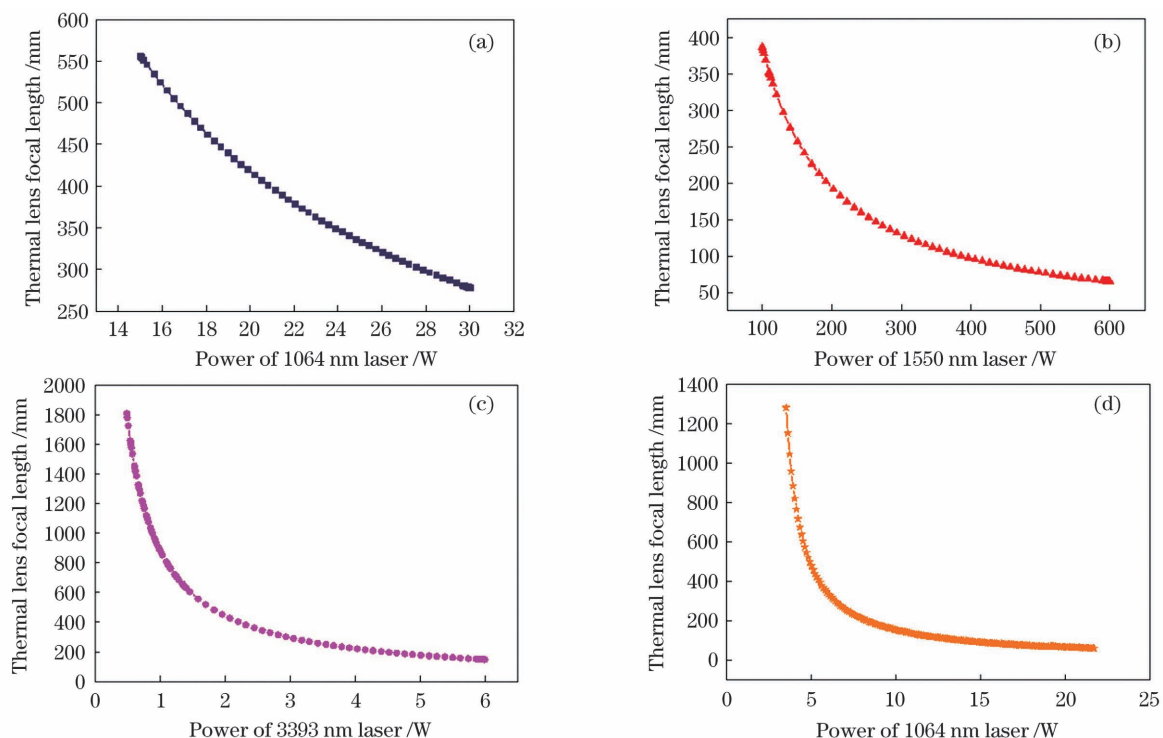 (a)
600
550
500
450
400
350
300
250
Thermal lens focal length /mm
14 16 18 20 22 24 26 28 30 32
Power of 1064 nm laser /W
(b)
400
350
300
250
200
150
100
50
Thermal lens focal length /mm
100 200 300 400 500 600
Power of 1550 nm laser /W
(c)
2000
1800
1600
1400
1200
1000
800
600
400
200
0
Thermal lens focal length /mm
0 1 2 3 4 5 6
Power of 3393 nm laser /W
(d)
1400
1200
1000
800
600
400
200
0
Thermal lens focal length /mm
0 5 10 15 20 25
Power of 1064 nm laser /W